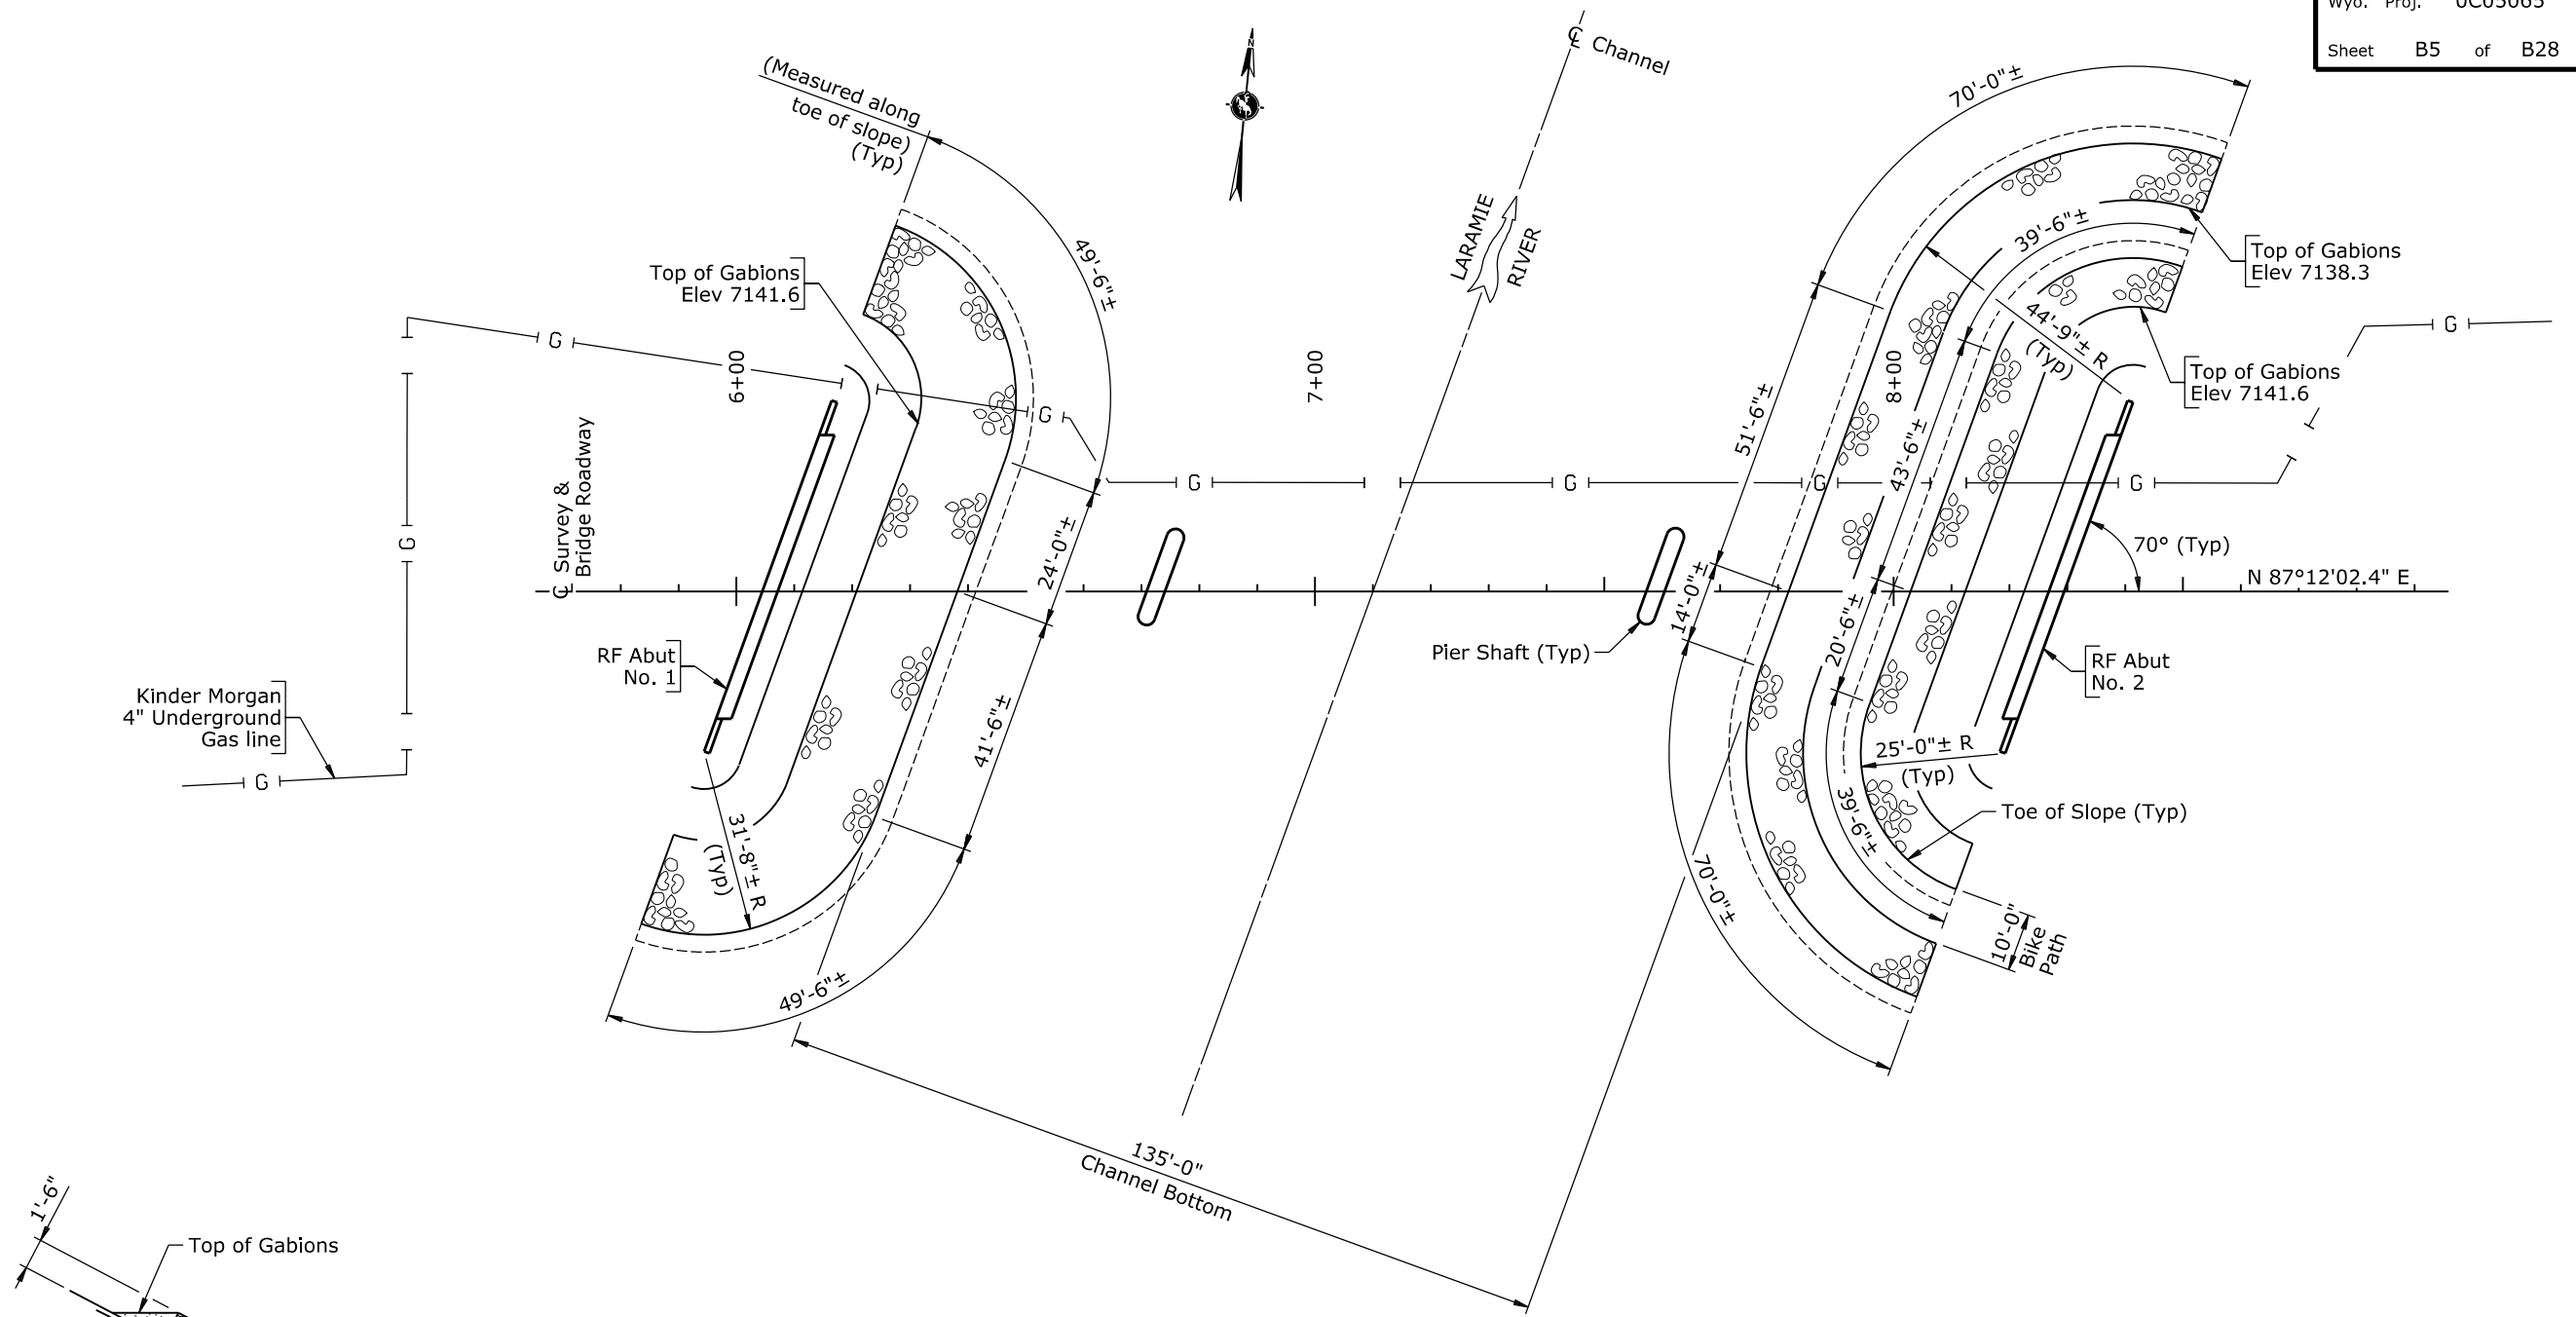 Wyo. Proj. 0C05065
Sheet B5 of B28
℄ Channel
N
(Measured along
toe of slope)
(Typ)
49'-6"±
70'-0"±
39'-6"±
LARAMIE
RIVER
Top of Gabions
Elev 7141.6
Top of Gabions
Elev 7138.3
44'-9"± R
(Typ)
Top of Gabions
Elev 7141.6
G
G
G
G
G
G
G
G
G
G
6+00
7+00
8+00
51'-6"±
43'-6"±
℄ Survey &
Bridge Roadway
24'-0"±
14'-0"±
20'-6"±
70° (Typ)
N 87°12'02.4" E
RF Abut
No. 1
Pier Shaft (Typ)
RF Abut
No. 2
Kinder Morgan
4" Underground
Gas line
41'-6"±
25'-0"± R
(Typ)
Toe of Slope (Typ)
31'-8"± R
(Typ)
39'-6"±
70'-0"±
10'-0"
Bike
Path
49'-6"±
135'-0"
Channel Bottom
1'-6"
Top of Gabions